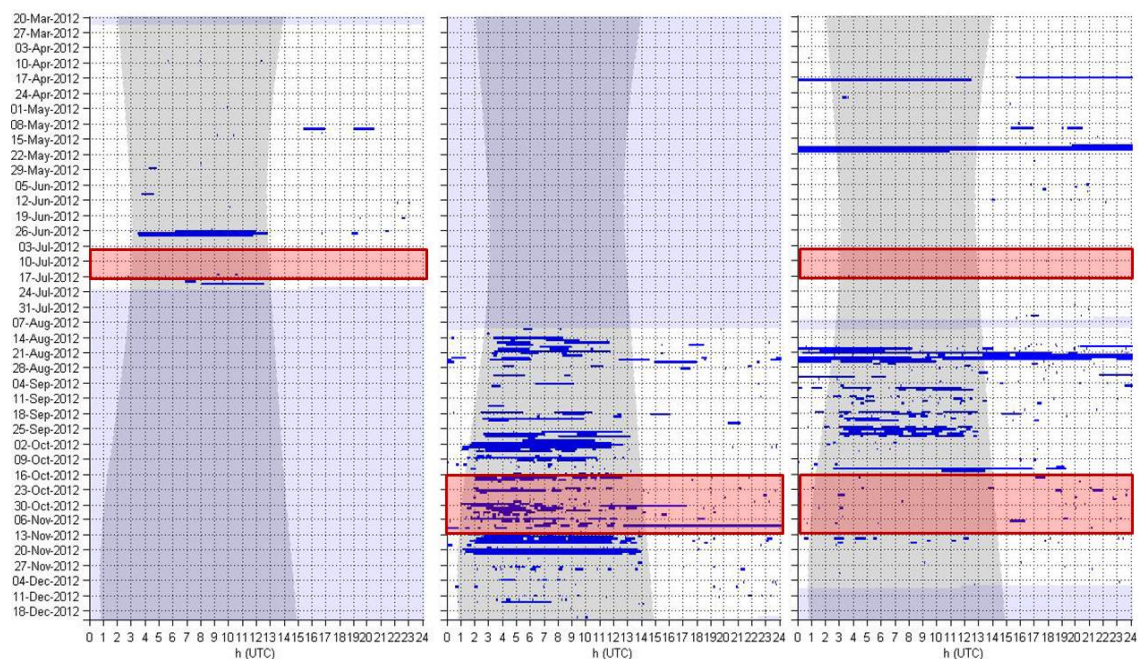 20-Mar-2012
27-Mar-2012
03-Apr-2012
10-Apr-2012
17-Apr-2012
24-Apr-2012
01-May-2012
08-May-2012
15-May-2012
22-May-2012
29-May-2012
05-Jun-2012
12-Jun-2012
19-Jun-2012
26-Jun-2012
03-Jul-2012
10-Jul-2012
17-Jul-2012
24-Jul-2012
31-Jul-2012
07-Aug-2012
14-Aug-2012
21-Aug-2012
28-Aug-2012
04-Sep-2012
11-Sep-2012
18-Sep-2012
25-Sep-2012
02-Oct-2012
09-Oct-2012
16-Oct-2012
23-Oct-2012
30-Oct-2012
06-Nov-2012
13-Nov-2012
20-Nov-2012
27-Nov-2012
04-Dec-2012
11-Dec-2012
18-Dec-2012
0 1 2 3 4 5 6 7 8 9 10 11 12 13 14 15 16 17 18 19 20 21 22 23 24
h (UTC)
0 1 2 3 4 5 6 7 8 9 10 11 12 13 14 15 16 17 18 19 20 21 22 23 24
h (UTC)
0 1 2 3 4 5 6 7 8 9 10 11 12 13 14 15 16 17 18 19 20 21 22 23 24
h (UTC)